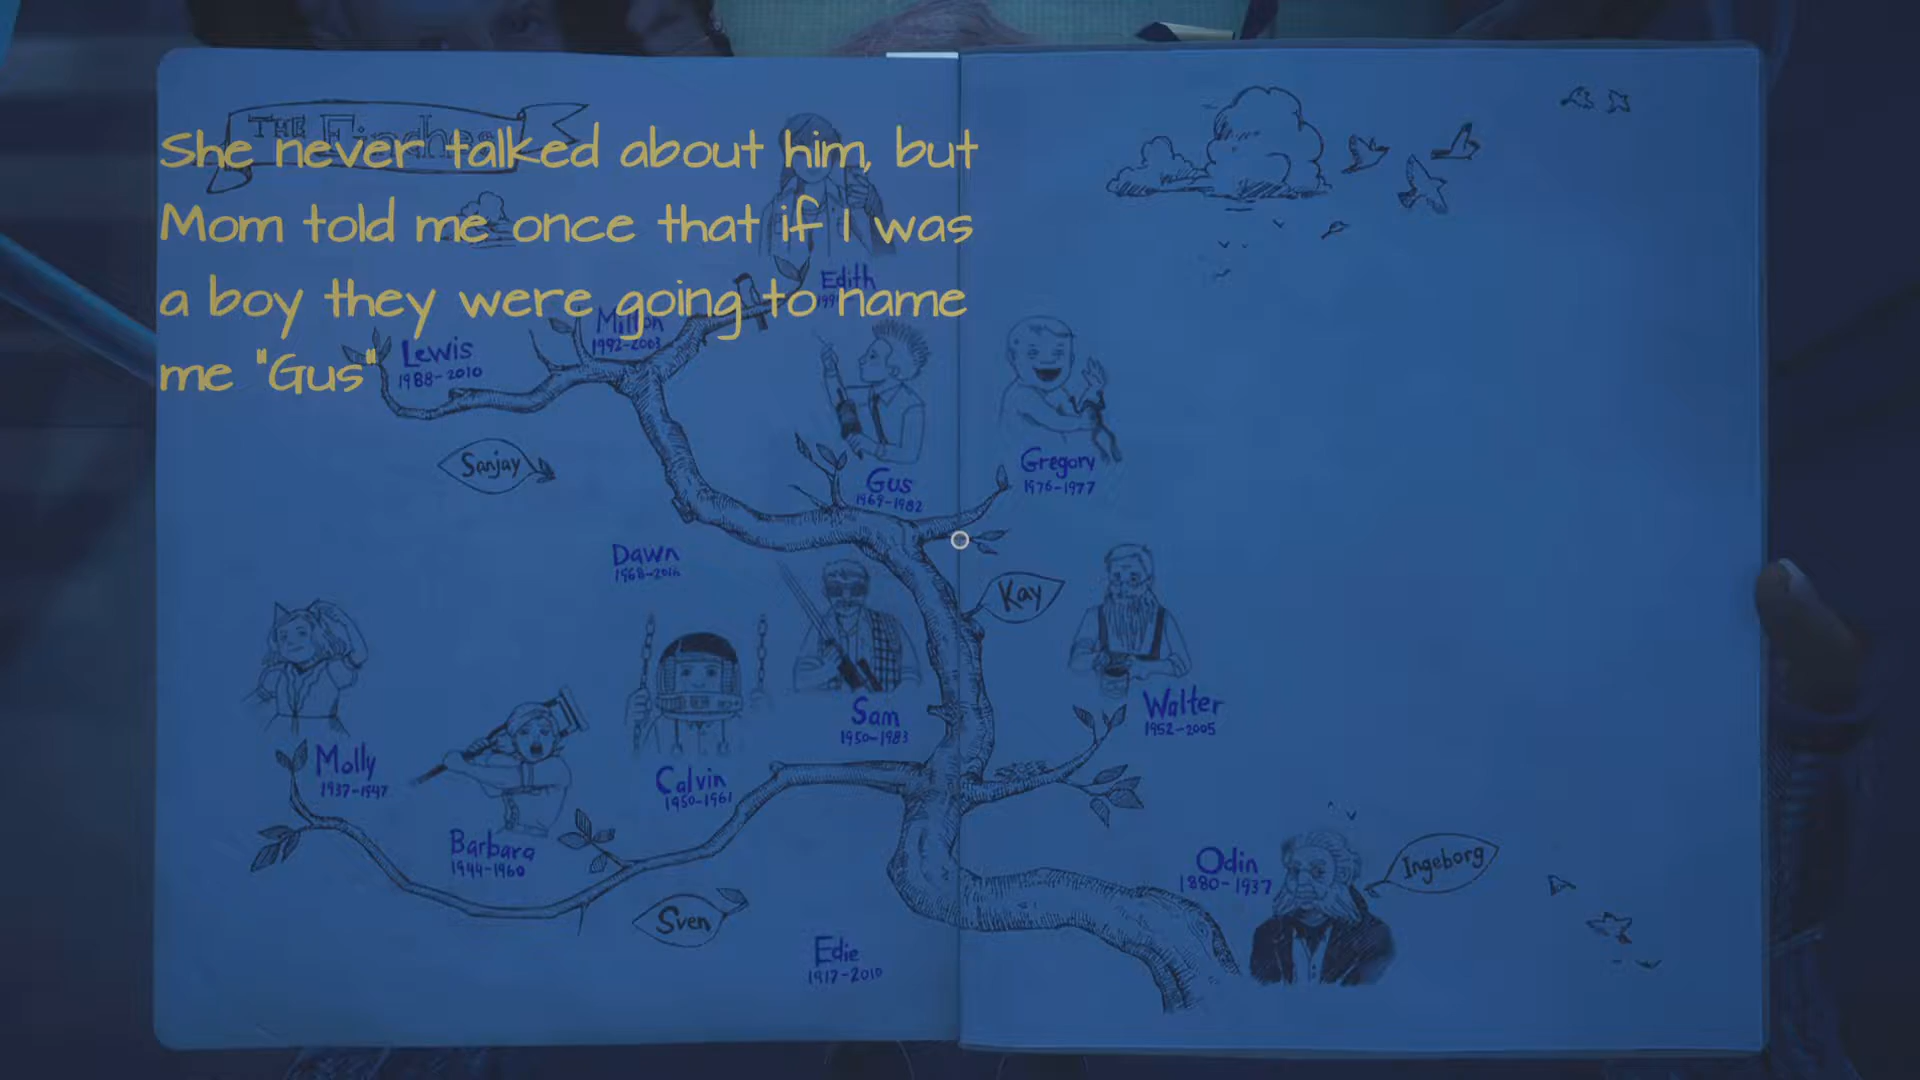 THE Finches
She never talked about him, but
Mom told me once that if I was
a boy they were going to name
me "Gus"
Edith
Milton
1992-2003
Lewis
1988-2010
Sanjay
Gus
1969-1982
Gregory
1976-1977
Dawn
1968-2016
Kay
Sam
1950-1983
Walter
1952-2005
Molly
1937-1947
Calvin
1950-1961
Barbara
1944-1960
Odin
1880-1937
Ingeborg
Sven
Edie
1917-2010